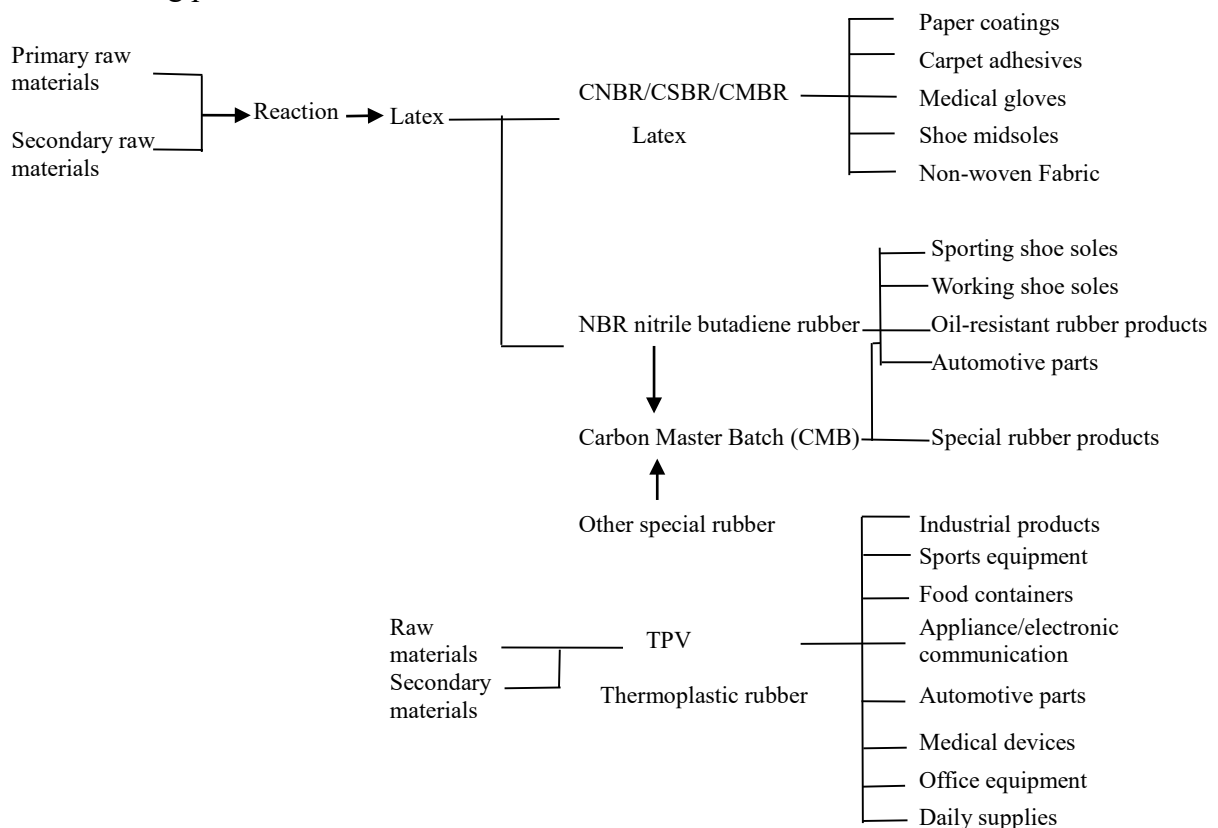 Primary raw
materials
Secondary raw
materials
Reaction
Latex
CNBR/CSBR/CMBR
Latex
Paper coatings
Carpet adhesives
Medical gloves
Shoe midsoles
Non-woven Fabric
NBR nitrile butadiene rubber
Sporting shoe soles
Working shoe soles
Oil-resistant rubber products
Automotive parts
Carbon Master Batch (CMB)
Special rubber products
Other special rubber
Raw
materials
Secondary
materials
TPV
Thermoplastic rubber
Industrial products
Sports equipment
Food containers
Appliance/electronic
communication
Automotive parts
Medical devices
Office equipment
Daily supplies